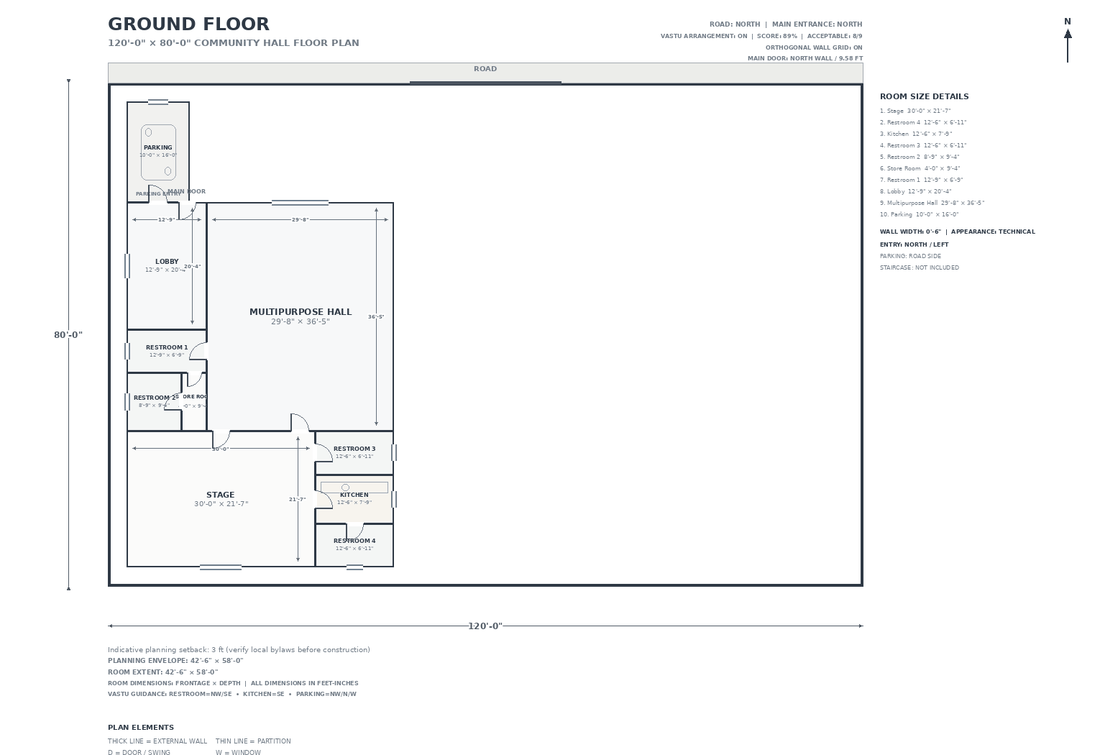 GROUND FLOOR
120'-0" × 80'-0" COMMUNITY HALL FLOOR PLAN
ROAD: NORTH | MAIN ENTRANCE: NORTH
VASTU ARRANGEMENT: ON | SCORE: 89% | ACCEPTABLE: 8/9
ORTHOGONAL WALL GRID: ON
MAIN DOOR: NORTH WALL / 9.58 FT
N
ROAD
ROOM SIZE DETAILS
1. Stage 30'-0" × 21'-7"
2. Restroom 4 12'-6" × 6'-11"
3. Kitchen 12'-6" × 7'-9"
4. Restroom 3 12'-6" × 6'-11"
5. Restroom 2 8'-9" × 9'-4"
6. Store Room 4'-0" × 9'-4"
7. Restroom 1 12'-9" × 6'-9"
8. Lobby 12'-9" × 20'-4"
9. Multipurpose Hall 29'-8" × 36'-5"
10. Parking 10'-0" × 16'-0"
WALL WIDTH: 0'-6" | APPEARANCE: TECHNICAL
ENTRY: NORTH / LEFT
PARKING: ROAD SIDE
STAIRCASE: NOT INCLUDED
PARKING
10'-0" × 16'-0"
PARKING ENTRY
MAIN DOOR
12'-9"
29'-8"
LOBBY
12'-9" × 20'-4"
20'-4"
MULTIPURPOSE HALL
29'-8" × 36'-5"
36'-5"
80'-0"
RESTROOM 1
12'-9" × 6'-9"
RESTROOM 2
8'-9" × 9'-4"
30'-0"
RESTROOM 3
12'-6" × 6'-11"
STAGE
30'-0" × 21'-7"
21'-7"
KITCHEN
12'-6" × 7'-9"
RESTROOM 4
12'-6" × 6'-11"
120'-0"
Indicative planning setback: 3 ft (verify local bylaws before construction)
PLANNING ENVELOPE: 42'-6" × 58'-0"
ROOM EXTENT: 42'-6" × 58'-0"
ROOM DIMENSIONS: FRONTAGE × DEPTH | ALL DIMENSIONS IN FEET-INCHES
VASTU GUIDANCE: RESTROOM=NW/SE • KITCHEN=SE • PARKING=NW/N/W
PLAN ELEMENTS
THICK LINE = EXTERNAL WALL THIN LINE = PARTITION
D = DOOR / SWING W = WINDOW